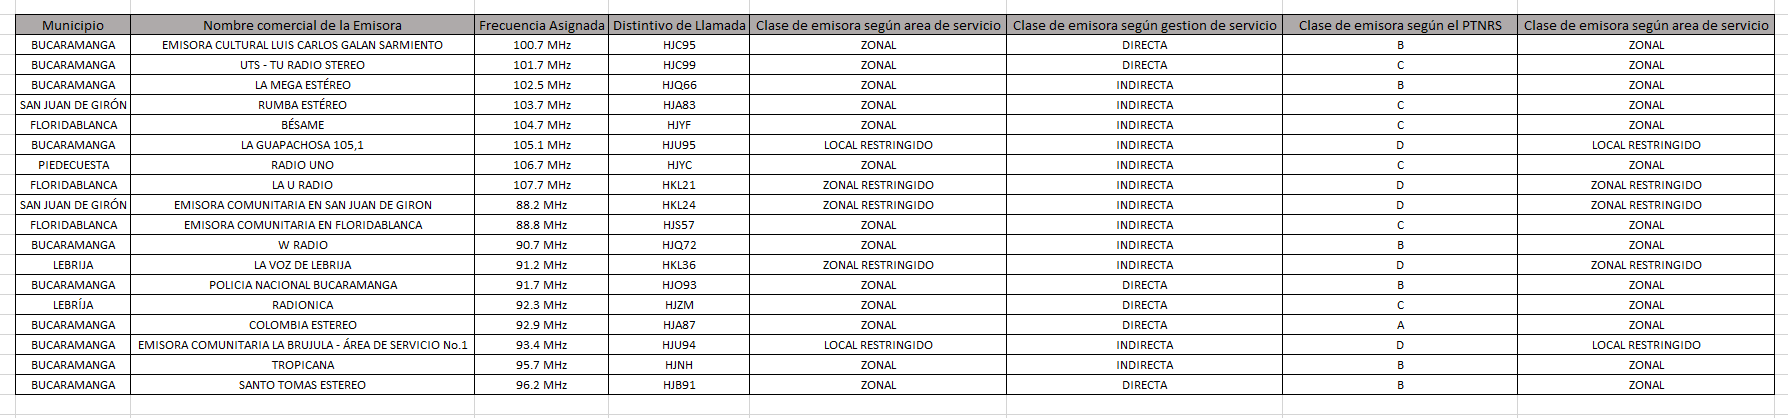 Municipio Nombre comercial de la Emisora Frecuencia Asignada Distintivo de Llamada Clase de emisora según area de servicio Clase de emisora según gestion de servicio Clase de emisora según el PTNRS Clase de emisora según area de servicio
BUCARAMANGA EMISORA CULTURAL LUIS CARLOS GALAN SARMIENTO 100.7 MHz HJC95 ZONAL DIRECTA B ZONAL
BUCARAMANGA UTS - TU RADIO STEREO 101.7 MHz HJC99 ZONAL DIRECTA C ZONAL
BUCARAMANGA LA MEGA ESTÉREO 102.5 MHz HJQ66 ZONAL INDIRECTA B ZONAL
SAN JUAN DE GIRÓN RUMBA ESTÉREO 103.7 MHz HJA83 ZONAL INDIRECTA C ZONAL
FLORIDABLANCA BÉSAME 104.7 MHz HJYF ZONAL INDIRECTA C ZONAL
BUCARAMANGA LA GUAPACHOSA 105,1 105.1 MHz HJU95 LOCAL RESTRINGIDO INDIRECTA D LOCAL RESTRINGIDO
PIEDECUESTA RADIO UNO 106.7 MHz HJYC ZONAL INDIRECTA C ZONAL
FLORIDABLANCA LA U RADIO 107.7 MHz HKL21 ZONAL RESTRINGIDO INDIRECTA D ZONAL RESTRINGIDO
SAN JUAN DE GIRÓN EMISORA COMUNITARIA EN SAN JUAN DE GIRON 88.2 MHz HKL24 ZONAL RESTRINGIDO INDIRECTA D ZONAL RESTRINGIDO
FLORIDABLANCA EMISORA COMUNITARIA EN FLORIDABLANCA 88.8 MHz HJS57 ZONAL INDIRECTA C ZONAL
BUCARAMANGA W RADIO 90.7 MHz HJQ72 ZONAL INDIRECTA B ZONAL
LEBRIJA LA VOZ DE LEBRIJA 91.2 MHz HKL36 ZONAL RESTRINGIDO INDIRECTA D ZONAL RESTRINGIDO
BUCARAMANGA POLICIA NACIONAL BUCARAMANGA 91.7 MHz HJO93 ZONAL DIRECTA B ZONAL
LEBRÍJA RADIONICA 92.3 MHz HJZM ZONAL DIRECTA C ZONAL
BUCARAMANGA COLOMBIA ESTEREO 92.9 MHz HJA87 ZONAL DIRECTA A ZONAL
BUCARAMANGA EMISORA COMUNITARIA LA BRUJULA - ÁREA DE SERVICIO No.1 93.4 MHz HJU94 LOCAL RESTRINGIDO INDIRECTA D LOCAL RESTRINGIDO
BUCARAMANGA TROPICANA 95.7 MHz HJNH ZONAL INDIRECTA B ZONAL
BUCARAMANGA SANTO TOMAS ESTEREO 96.2 MHz HJB91 ZONAL DIRECTA B ZONAL